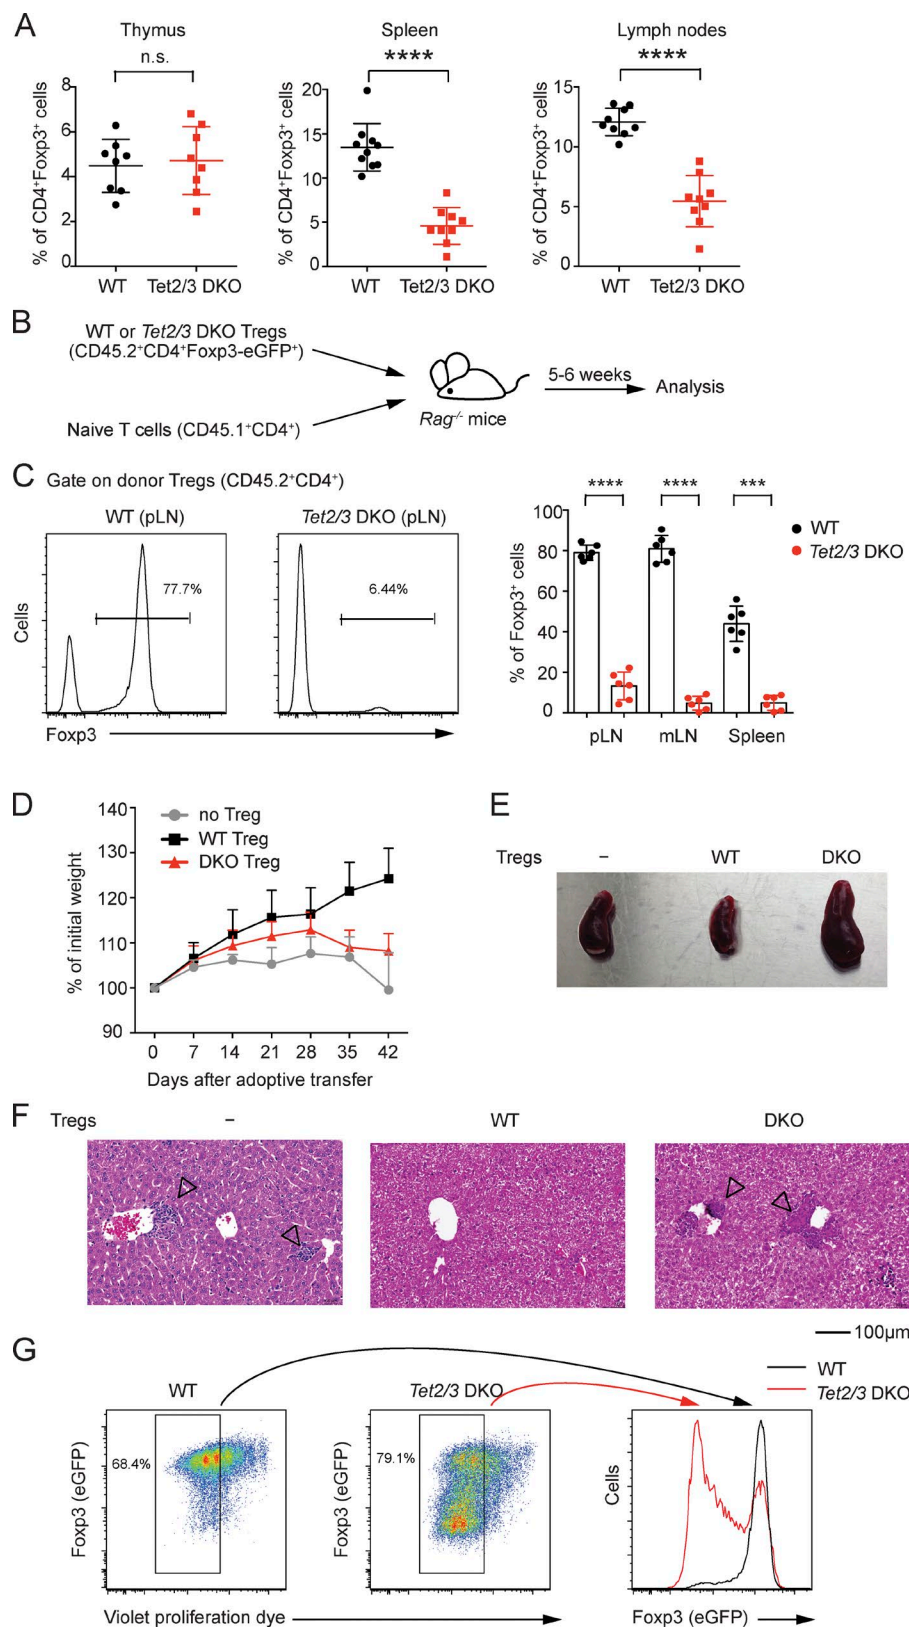 A
Thymus
Spleen
Lymph nodes
n.s.
****
****
% of CD4⁺Foxp3⁺ cells
8
6
4
2
0
WT
Tet2/3 DKO
% of CD4⁺Foxp3⁺ cells
20
15
10
5
0
WT
Tet2/3 DKO
% of CD4⁺Foxp3⁺ cells
15
10
5
0
WT
Tet2/3 DKO
B
WT or Tet2/3 DKO Tregs
(CD45.2⁺CD4⁺Foxp3-eGFP⁺)
Naive T cells (CD45.1⁺CD4⁺)
Rag⁻/⁻ mice
5-6 weeks
Analysis
C
Gate on donor Tregs (CD45.2⁺CD4⁺)
WT (pLN)
Tet2/3 DKO (pLN)
77.7%
6.44%
Cells
Foxp3
****
****
***
% of Foxp3⁺ cells
100
80
60
40
20
0
pLN
mLN
Spleen
WT
Tet2/3 DKO
D
no Treg
WT Treg
DKO Treg
% of initial weight
140
130
120
110
100
90
0
7
14
21
28
35
42
Days after adoptive transfer
E
Tregs
–
WT
DKO
F
Tregs
–
WT
DKO
100µm
G
WT
Tet2/3 DKO
WT
Tet2/3 DKO
68.4%
79.1%
Foxp3 (eGFP)
Foxp3 (eGFP)
Cells
Violet proliferation dye
Foxp3 (eGFP)